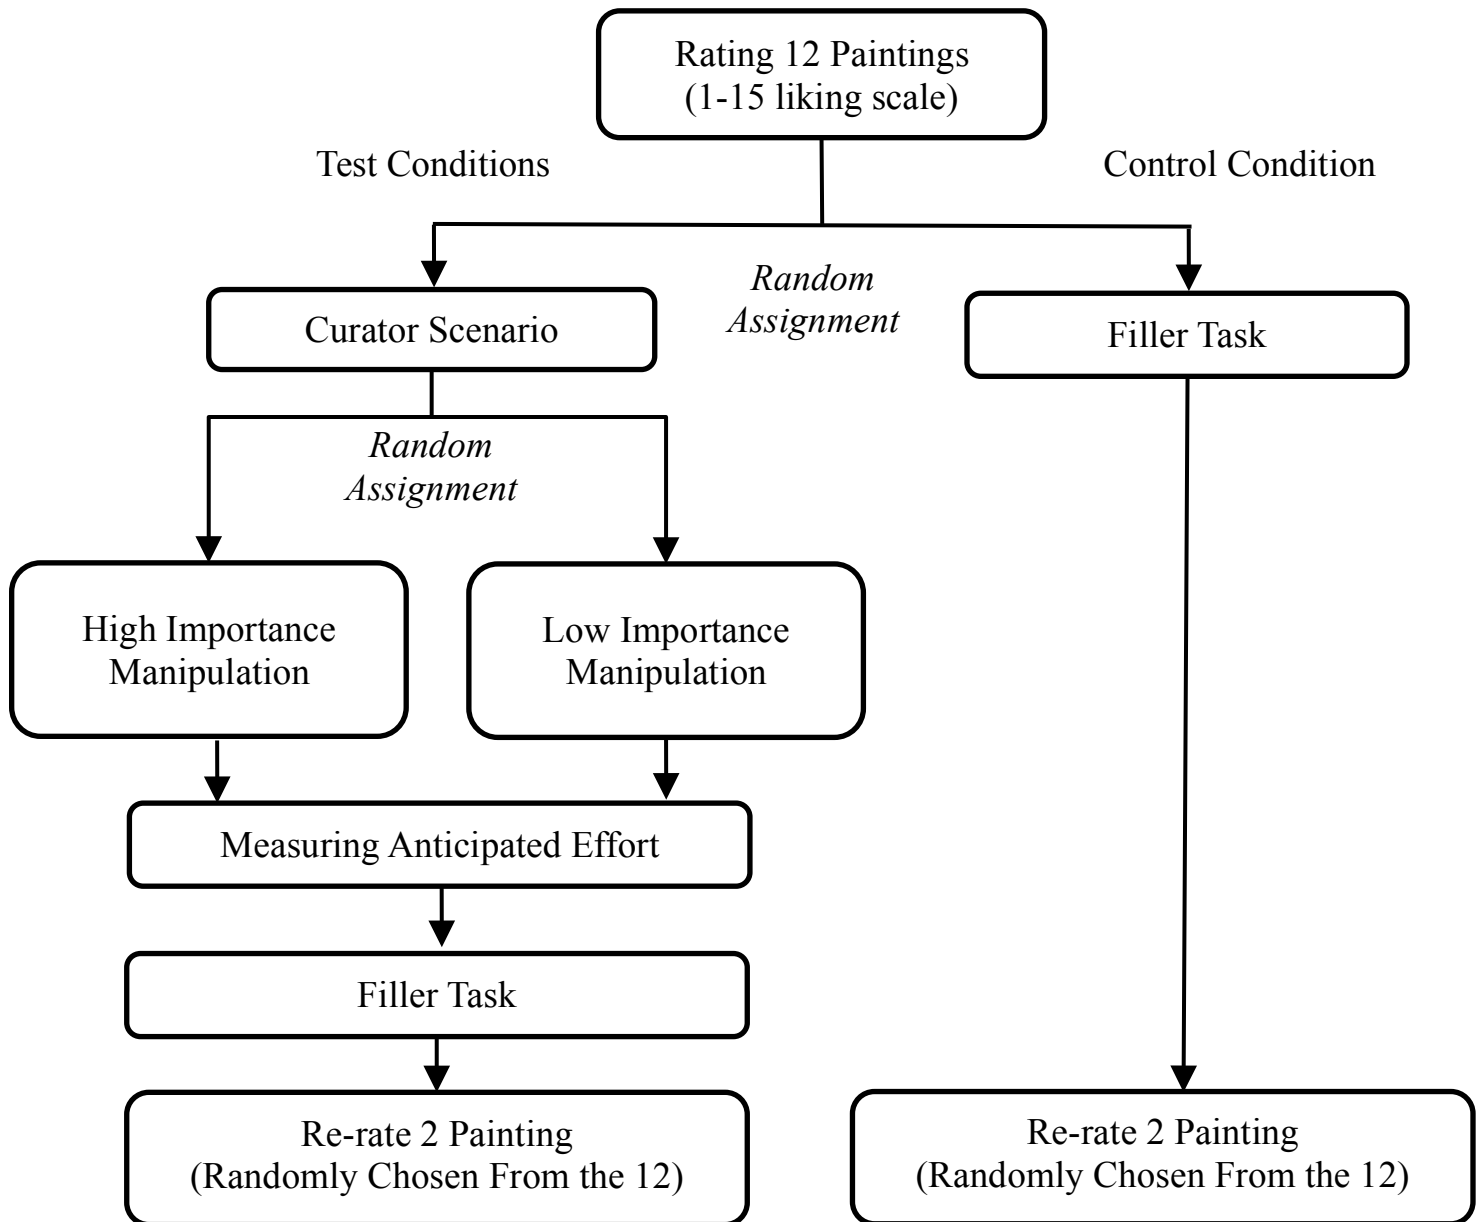 Rating 12 Paintings
(1-15 liking scale)
Test Conditions
Control Condition
Random
Assignment
Curator Scenario
Filler Task
Random
Assignment
High Importance
Manipulation
Low Importance
Manipulation
Measuring Anticipated Effort
Filler Task
Re-rate 2 Painting
(Randomly Chosen From the 12)
Re-rate 2 Painting
(Randomly Chosen From the 12)